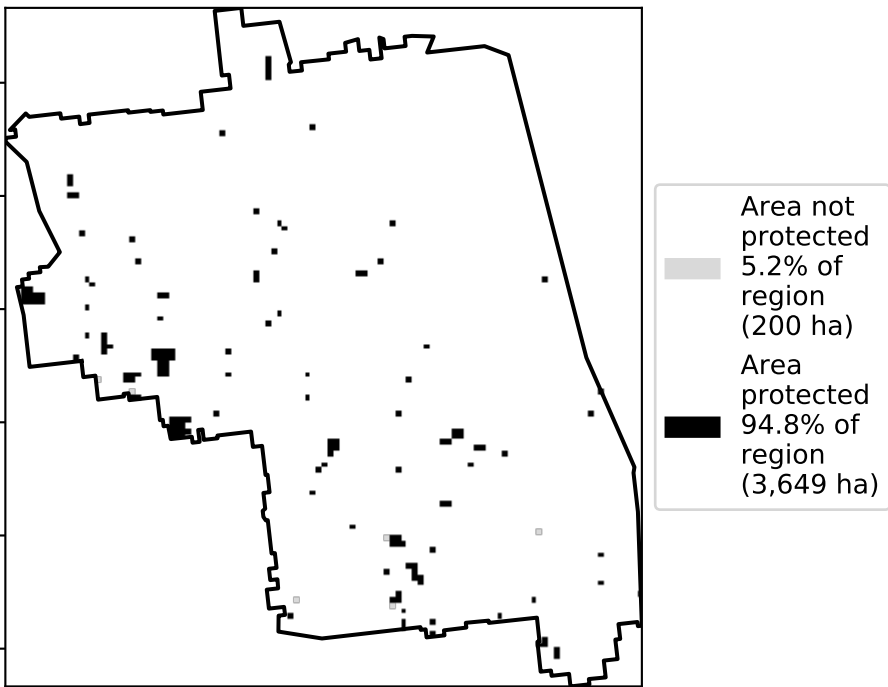 Area not
protected
5.2% of
region
(200 ha)
Area
protected
94.8% of
region
(3,649 ha)